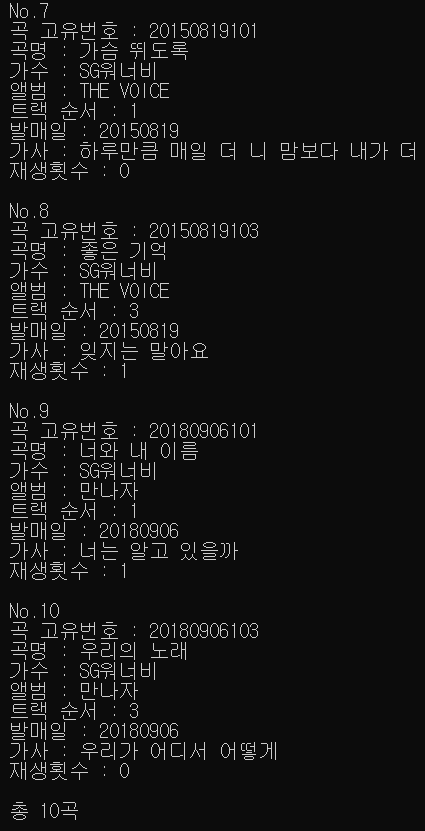 No.7
곡 고유번호 : 20150819101
곡명 : 가슴 뛰도록
가수 : SG워너비
앨범 : THE VOICE
트랙 순서 : 1
발매일 : 20150819
가사 : 하루만큼 매일 더 니 맘보다 내가 더
재생횟수 : 0
No.8
곡 고유번호 : 20150819103
곡명 : 좋은 기억
가수 : SG워너비
앨범 : THE VOICE
트랙 순서 : 3
발매일 : 20150819
가사 : 잊지는 말아요
재생횟수 : 1
No.9
곡 고유번호 : 20180906101
곡명 : 너와 내 이름
가수 : SG워너비
앨범 : 만나자
트랙 순서 : 1
발매일 : 20180906
가사 : 너는 알고 있을까
재생횟수 : 1
No.10
곡 고유번호 : 20180906103
곡명 : 우리의 노래
가수 : SG워너비
앨범 : 만나자
트랙 순서 : 3
발매일 : 20180906
가사 : 우리가 어디서 어떻게
재생횟수 : 0
총 10곡